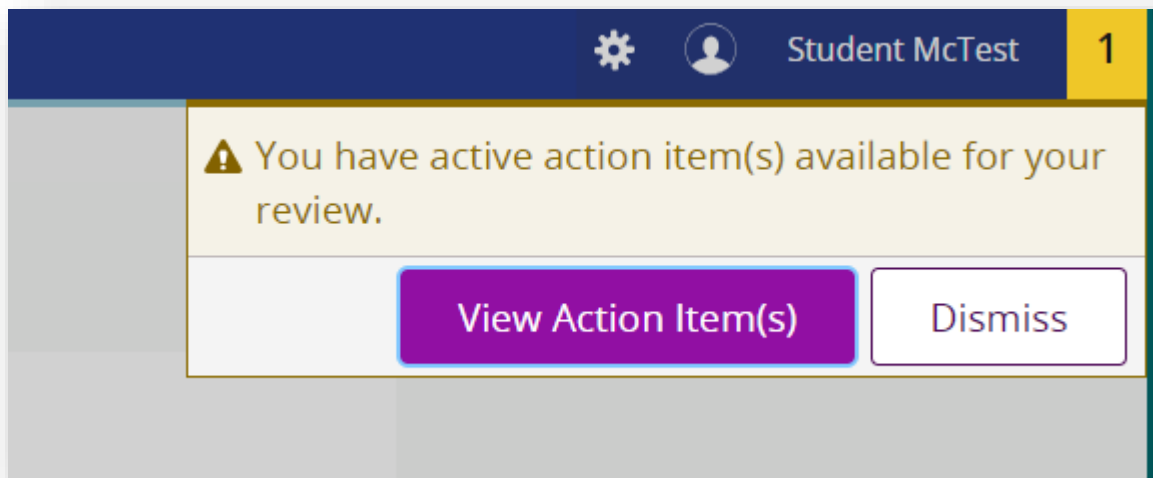 Student McTest 1
You have active action item(s) available for your
review.
View Action Item(s) Dismiss